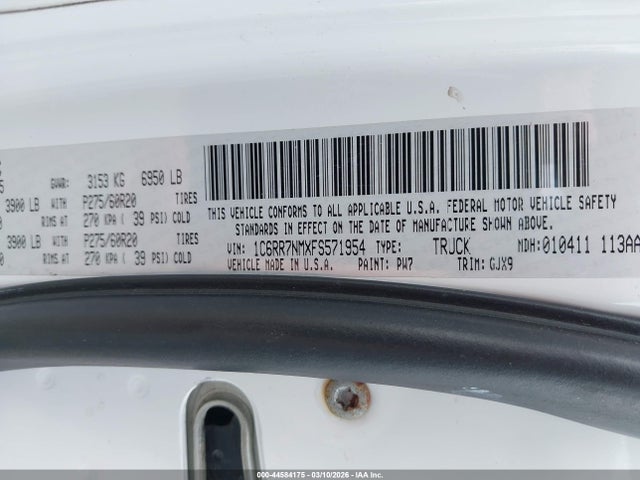 GVWR: 3153 KG 6950 LB
3900 LB WITH P275/60R20 TIRES
RIMS AT 270 KPA ( 39 PSI) COLD
3900 LB WITH P275/60R20 TIRES
RIMS AT 270 KPA ( 39 PSI) COLD
THIS VEHICLE CONFORMS TO ALL APPLICABLE U.S.A. FEDERAL MOTOR VEHICLE SAFETY
STANDARDS IN EFFECT ON THE DATE OF MANUFACTURE SHOWN ABOVE.
VIN: 1C6RR7NMXFS571954 TYPE: TRUCK MDH: 010411 113AA
VEHICLE MADE IN U.S.A. PAINT: PW7 TRIM: GJX9
000-44584175 - 03/10/2026 - IAA Inc.